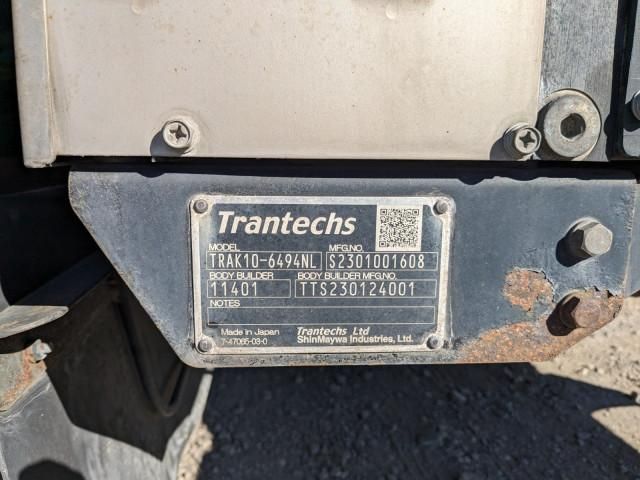 Trantechs
MODEL MFG.NO.
TRAK10-6494NL S2301001608
BODY BUILDER BODY BUILDER MFG.NO.
11401 TTS230124001
NOTES
Made in Japan Trantechs Ltd
7-47065-03-0 ShinMaywa Industries, Ltd.